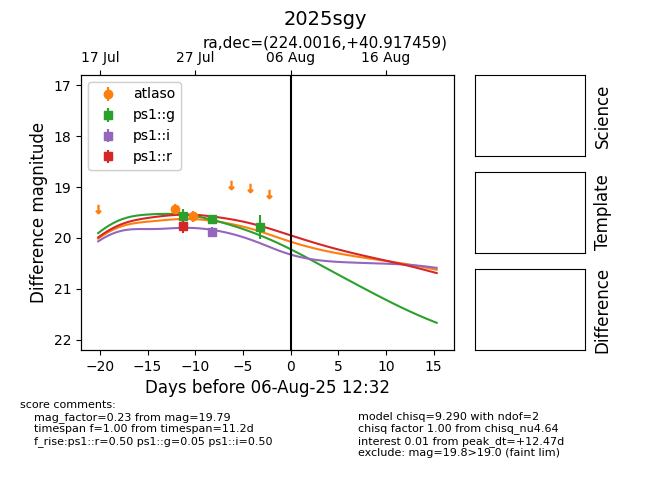 2025sgy
ra,dec=(224.0016,+40.917459)
17 Jul 27 Jul 06 Aug 16 Aug
atlaso
ps1::g
ps1::i
ps1::r
17
18
19
20
21
22
Difference magnitude
−20 −15 −10 −5 0 5 10 15
Days before 06-Aug-25 12:32
Science
Template
Difference
score comments:
mag_factor=0.23 from mag=19.79
timespan f=1.00 from timespan=11.2d
f_rise:ps1::r=0.50 ps1::g=0.05 ps1::i=0.50
model chisq=9.290 with ndof=2
chisq factor 1.00 from chisq_nu4.64
interest 0.01 from peak_dt=+12.47d
exclude: mag=19.8>19.0 (faint lim)